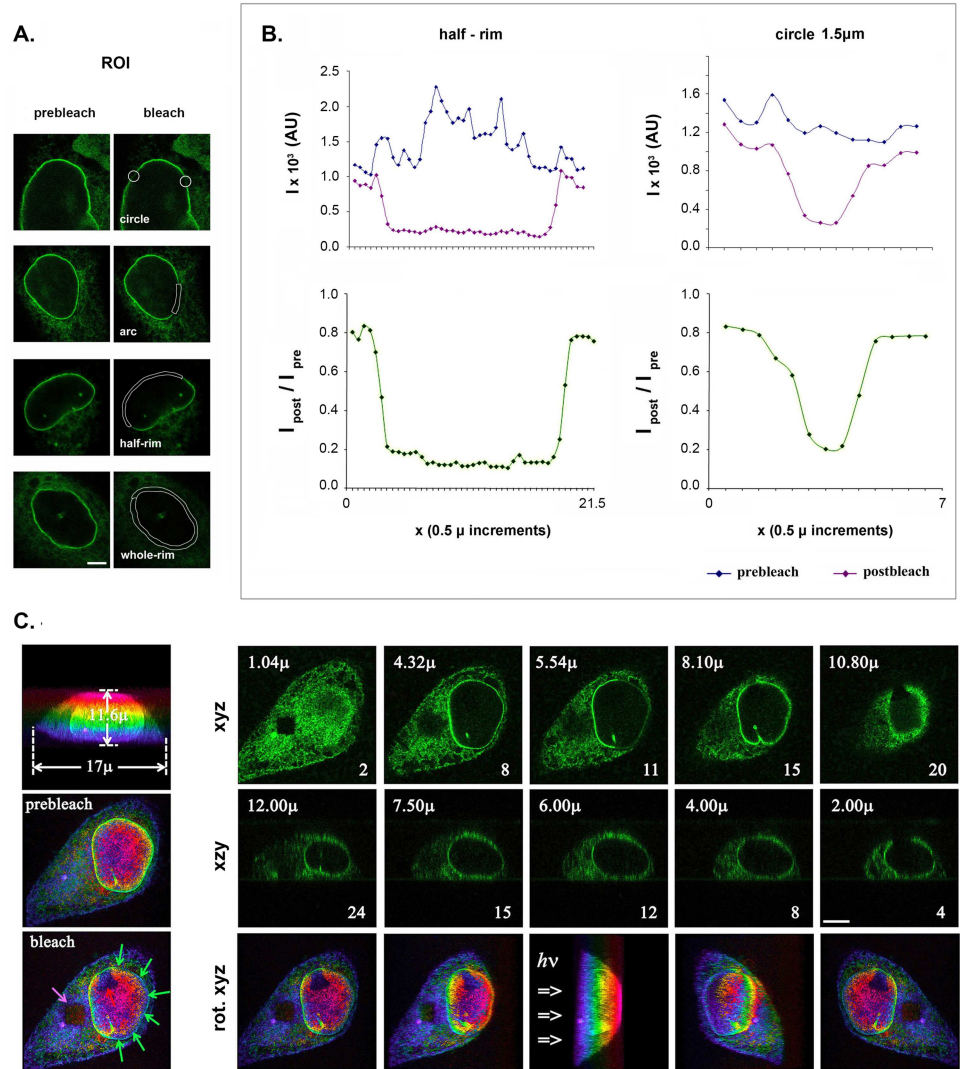 A.
ROI
prebleach bleach
circle
arc
half-rim
whole-rim
B.
half - rim
I x 10³ (AU)
2.5
2.0
1.5
1.0
0.5
0.0
circle 1.5µm
I x 10³ (AU)
1.6
1.2
0.8
0.4
0.0
I post / I pre
1.0
0.8
0.6
0.4
0.2
0.0
0 21.5
x (0.5 µ increments)
I post / I pre
1.0
0.8
0.6
0.4
0.2
0.0
0 7
x (0.5 µ increments)
prebleach postbleach
C.
11.6µ
17µ
prebleach
bleach
xyz
1.04µ 4.32µ 5.54µ 8.10µ 10.80µ
2 8 11 15 20
xzy
12.00µ 7.50µ 6.00µ 4.00µ 2.00µ
24 15 12 8 4
rot. xyz
hν
=>
=>
=>